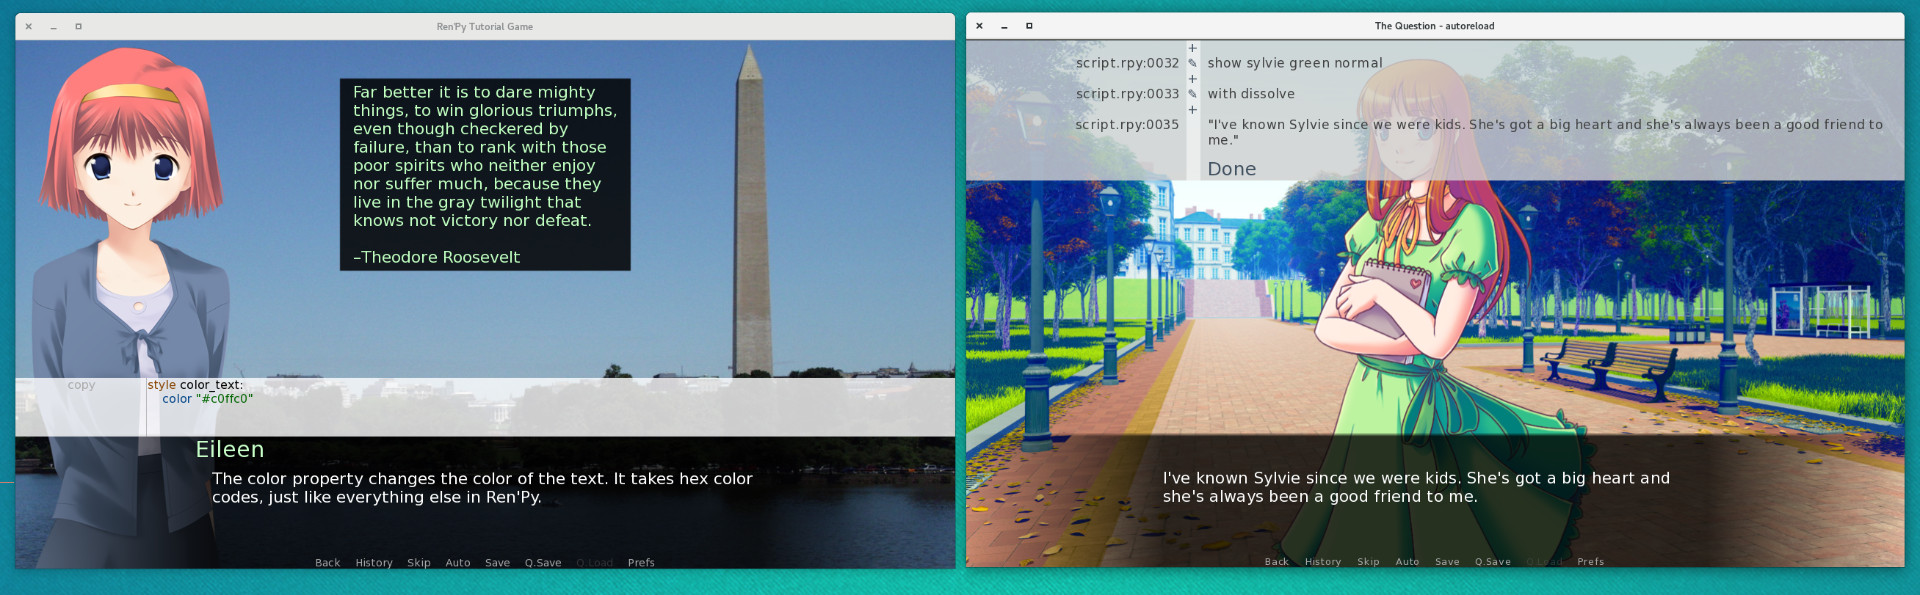 Ren'Py Tutorial Game
Far better it is to dare mighty
things, to win glorious triumphs,
even though checkered by
failure, than to rank with those
poor spirits who neither enjoy
nor suffer much, because they
live in the gray twilight that
knows not victory nor defeat.
–Theodore Roosevelt
copy
style color_text:
color "#c0ffc0"
Eileen
The color property changes the color of the text. It takes hex color
codes, just like everything else in Ren'Py.
Back History Skip Auto Save Q.Save Q.Load Prefs
The Question - autoreload
+
script.rpy:0032 ✎ show sylvie green normal
+
script.rpy:0033 ✎ with dissolve
+
script.rpy:0035 "I've known Sylvie since we were kids. She's got a big heart and she's always been a good friend to
me."
Done
I've known Sylvie since we were kids. She's got a big heart and
she's always been a good friend to me.
Back History Skip Auto Save Q.Save Q.Load Prefs